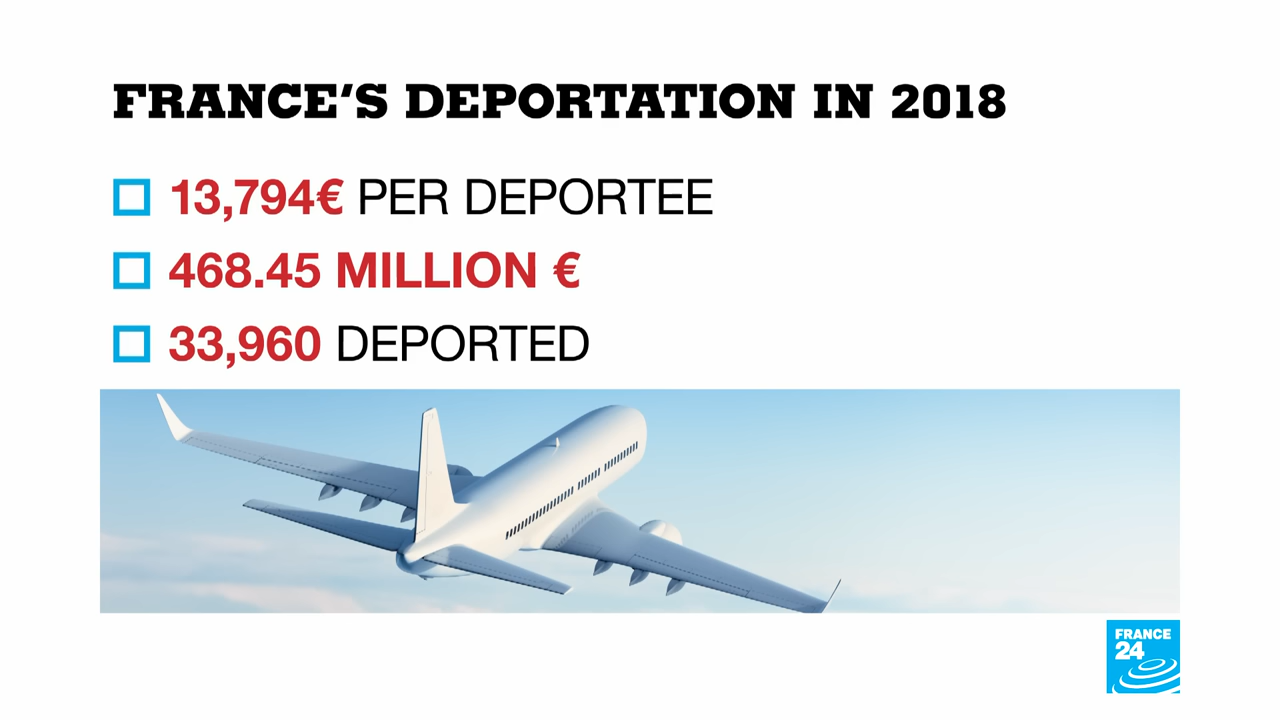 FRANCE'S DEPORTATION IN 2018
13,794€ PER DEPORTEE
468.45 MILLION €
33,960 DEPORTED
FRANCE
24